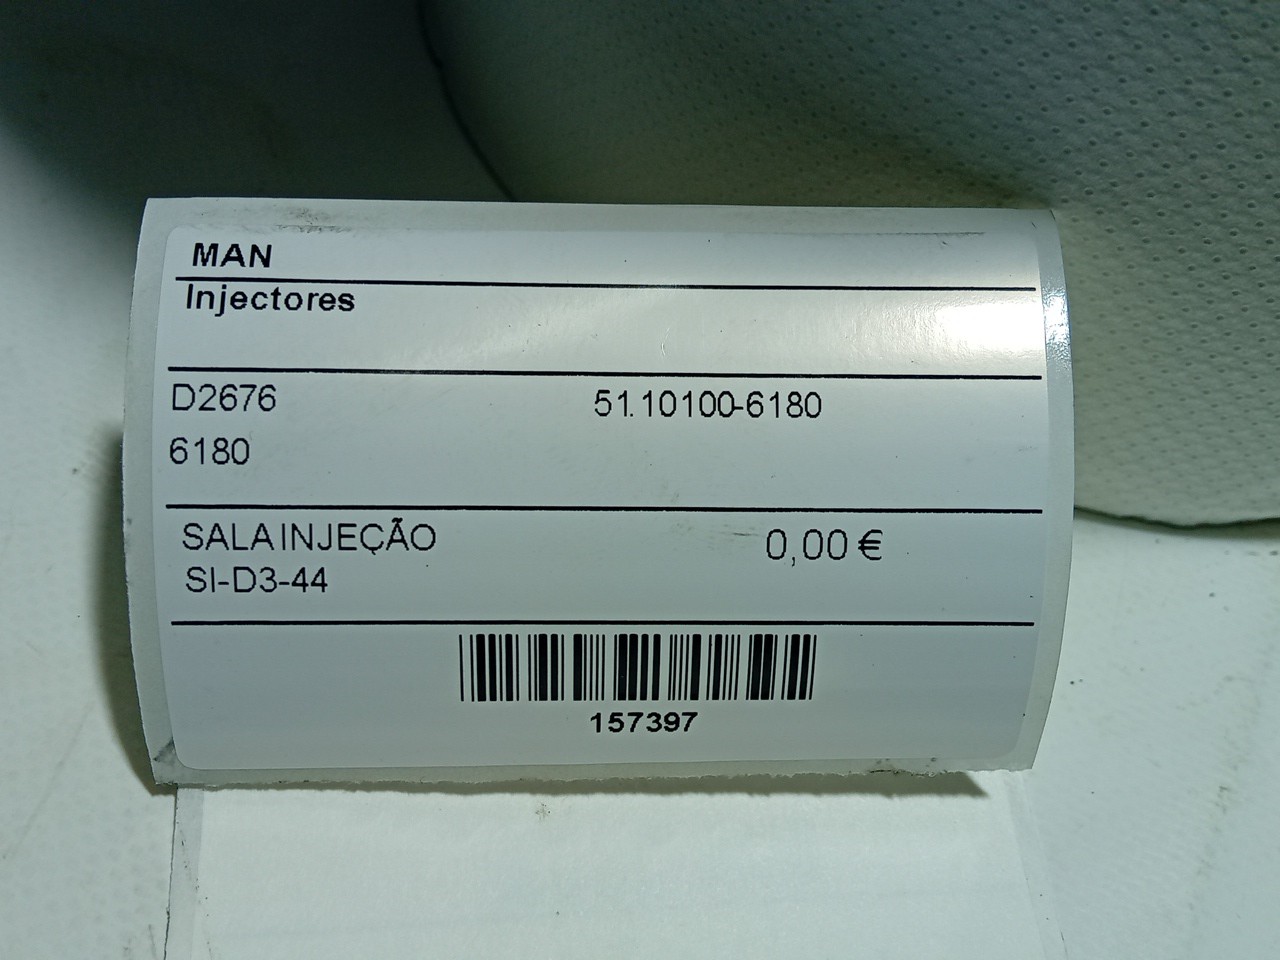 MAN
Injectores
D2676 51.10100-6180
6180
SALA INJEÇÃO 0,00 €
SI-D3-44
157397